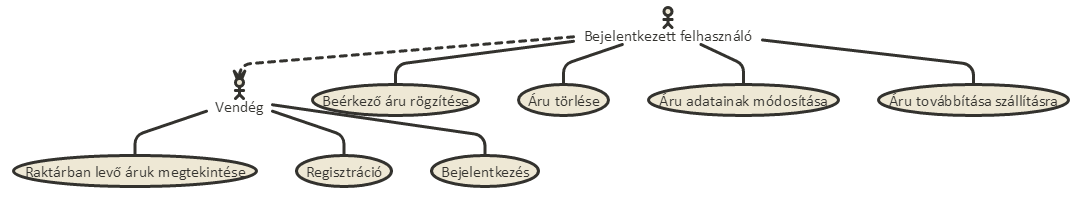 Bejelentkezett felhasználó
Vendég
Beérkező áru rögzítése
Áru törlése
Áru adatainak módosítása
Áru továbbítása szállításra
Raktárban levő áruk megtekintése
Regisztráció
Bejelentkezés